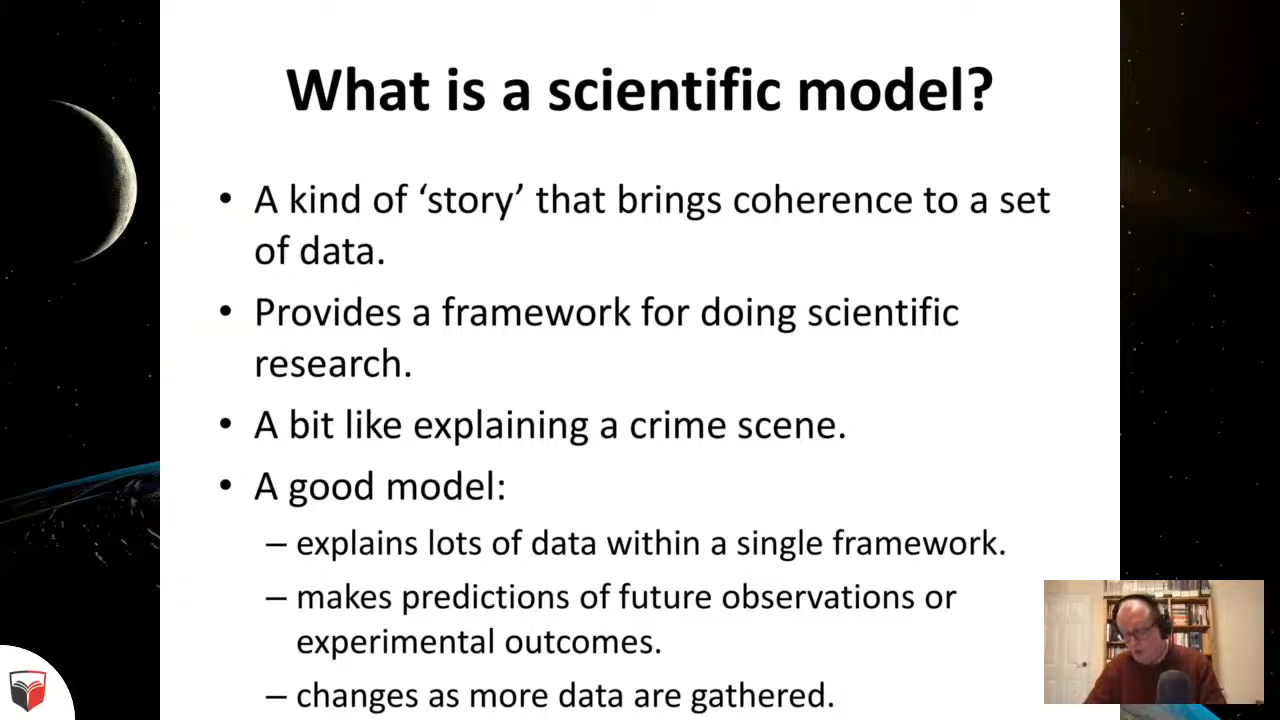 What is a scientific model?
• A kind of ‘story’ that brings coherence to a set
of data.
• Provides a framework for doing scientific
research.
• A bit like explaining a crime scene.
• A good model:
– explains lots of data within a single framework.
– makes predictions of future observations or
experimental outcomes.
– changes as more data are gathered.